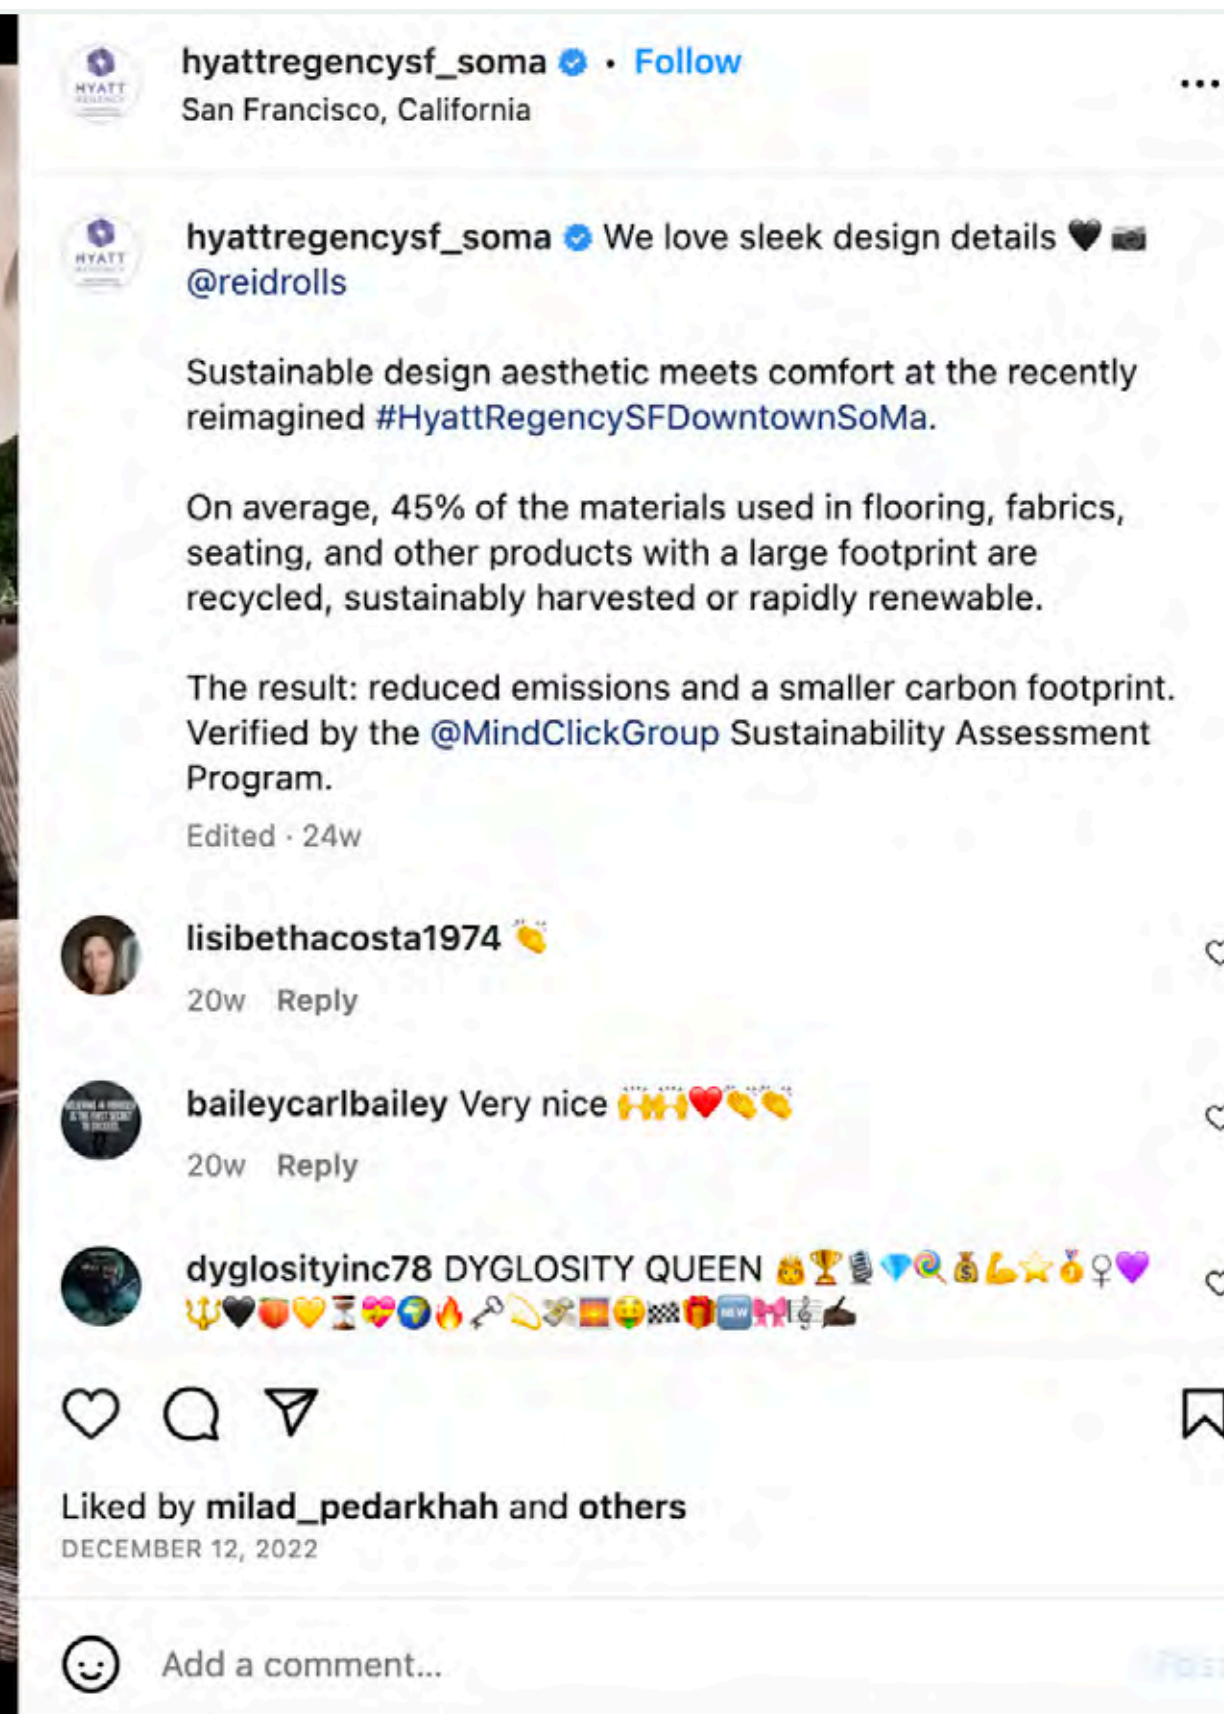 hyattregencysf_soma • Follow
San Francisco, California
HYATT
REGENCY
hyattregencysf_soma We love sleek design details 🖤 📷
@reidrolls
HYATT
REGENCY
Sustainable design aesthetic meets comfort at the recently
reimagined #HyattRegencySFDowntownSoMa.
On average, 45% of the materials used in flooring, fabrics,
seating, and other products with a large footprint are
recycled, sustainably harvested or rapidly renewable.
The result: reduced emissions and a smaller carbon footprint.
Verified by the @MindClickGroup Sustainability Assessment
Program.
Edited · 24w
lisibethacosta1974 👏
20w Reply
baileycarlbailey Very nice 🙌🙌❤️👏👏
20w Reply
dyglosityinc78 DYGLOSITY QUEEN 👸🏆🎙💎🍭💰💪⭐🏅♀💜
🔱🖤🍑💛⏳💝🌍🔥🗝💫💸🌅🤑🏁🎁🆕🎀🎼✍🏿
Liked by milad_pedarkhah and others
DECEMBER 12, 2022
Add a comment...